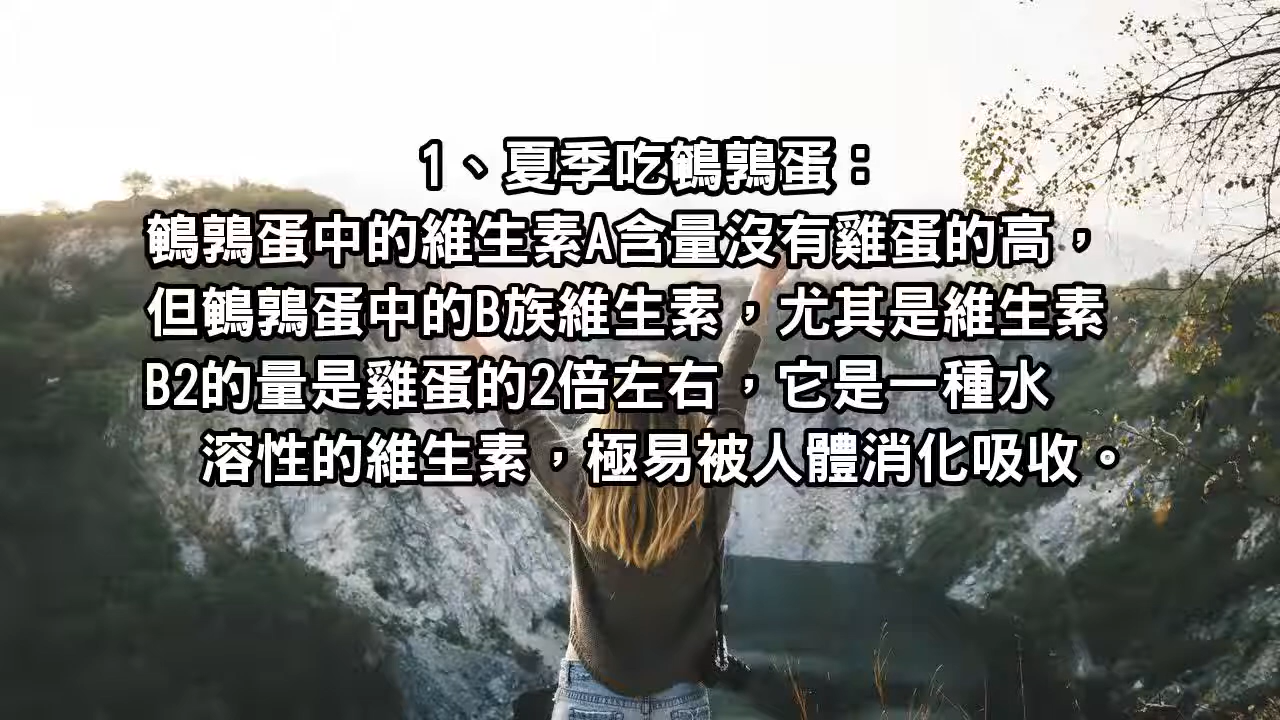 1、夏季吃鵪鶉蛋：
鵪鶉蛋中的維生素A含量沒有雞蛋的高，
但鵪鶉蛋中的B族維生素，尤其是維生素
B2的量是雞蛋的2倍左右，它是一種水
溶性的維生素，極易被人體消化吸收。